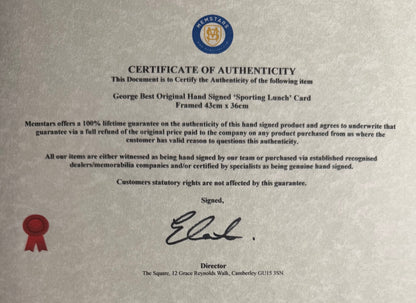 MEMSTARS
CERTIFICATE OF AUTHENTICITY
This Document is to Certify the Authenticity of the following item
George Best Original Hand Signed 'Sporting Lunch' Card
Framed 43cm x 36cm
Memstars offers a 100% lifetime guarantee on the authenticity of this hand signed product and agrees to underwrite that
guarantee via a full refund of the original price paid to the company on any product purchased from us where the
customer has valid reason to questions this authenticity.
All our items are either witnessed as being hand signed by our team or purchased via established recognised
dealers/memorabilia companies and/or certified by specialists as being genuine hand signed.
Customers statutory rights are not affected by this guarantee.
Signed,
Director
The Square, 12 Grace Reynolds Walk, Camberley GU15 3SN